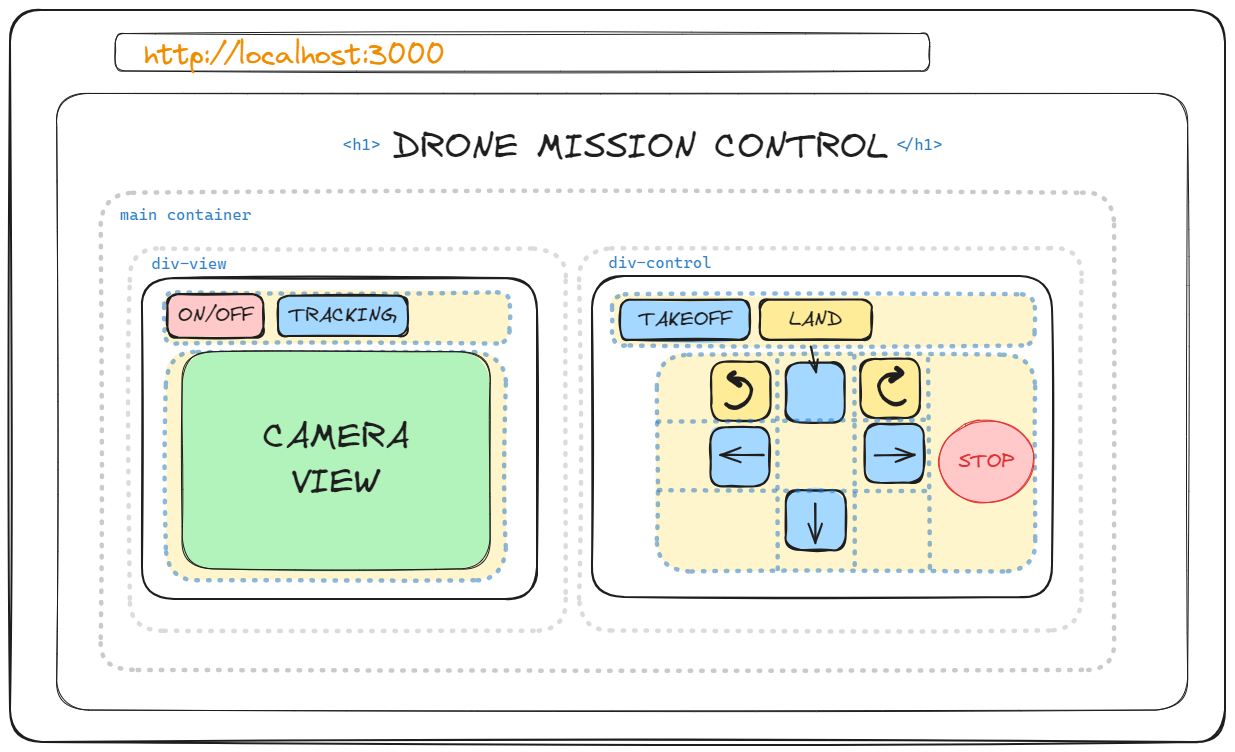 http://localhost:3000
<h1> DRONE MISSION CONTROL </h1>
main container
div-view
ON/OFF TRACKING
CAMERA
VIEW
div-control
TAKEOFF LAND
STOP